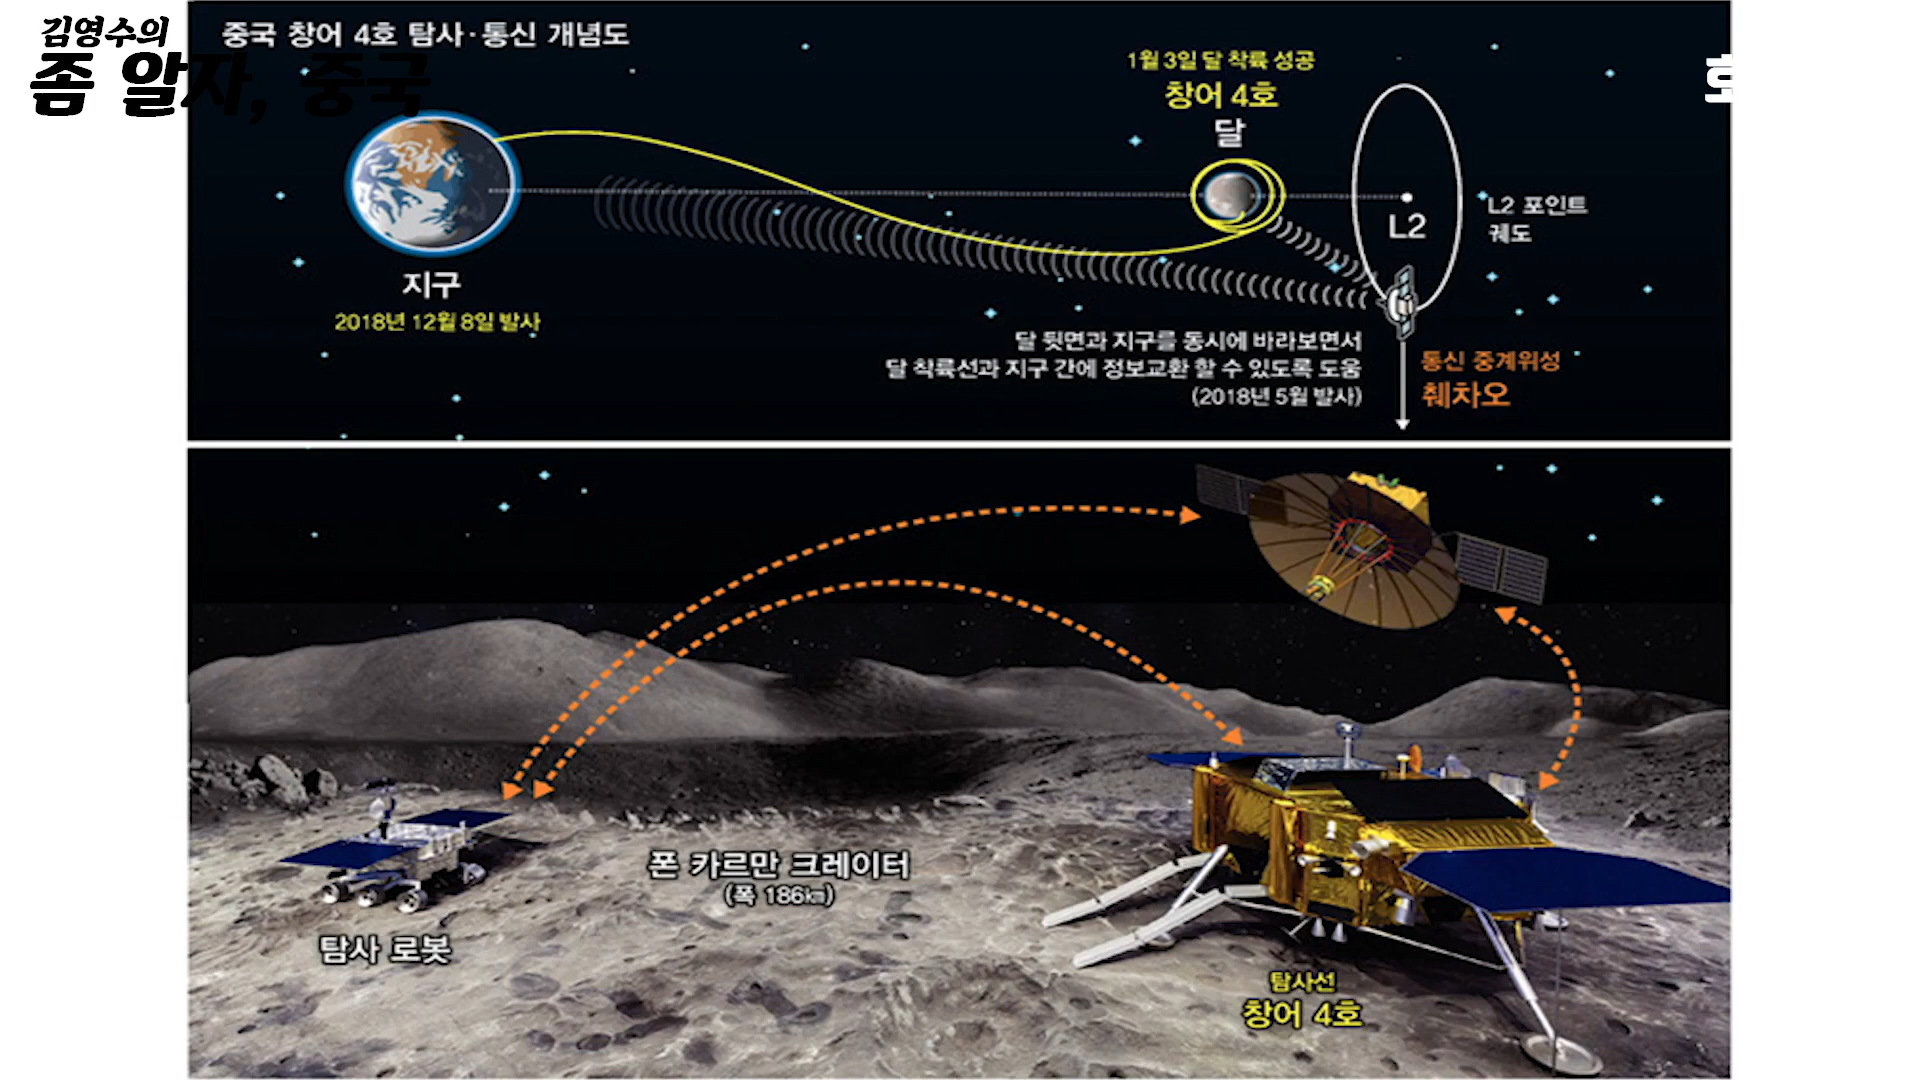 김영수의
좀 알자, 중국
중국 창어 4호 탐사·통신 개념도
1월 3일 달 착륙 성공
창어 4호
달
L2
L2 포인트
궤도
지구
2018년 12월 8일 발사
달 뒷면과 지구를 동시에 바라보면서
달 착륙선과 지구 간에 정보교환 할 수 있도록 도움
(2018년 5월 발사)
통신 중계위성
췌차오
폰 카르만 크레이터
(폭 186㎞)
탐사 로봇
탐사선
창어 4호